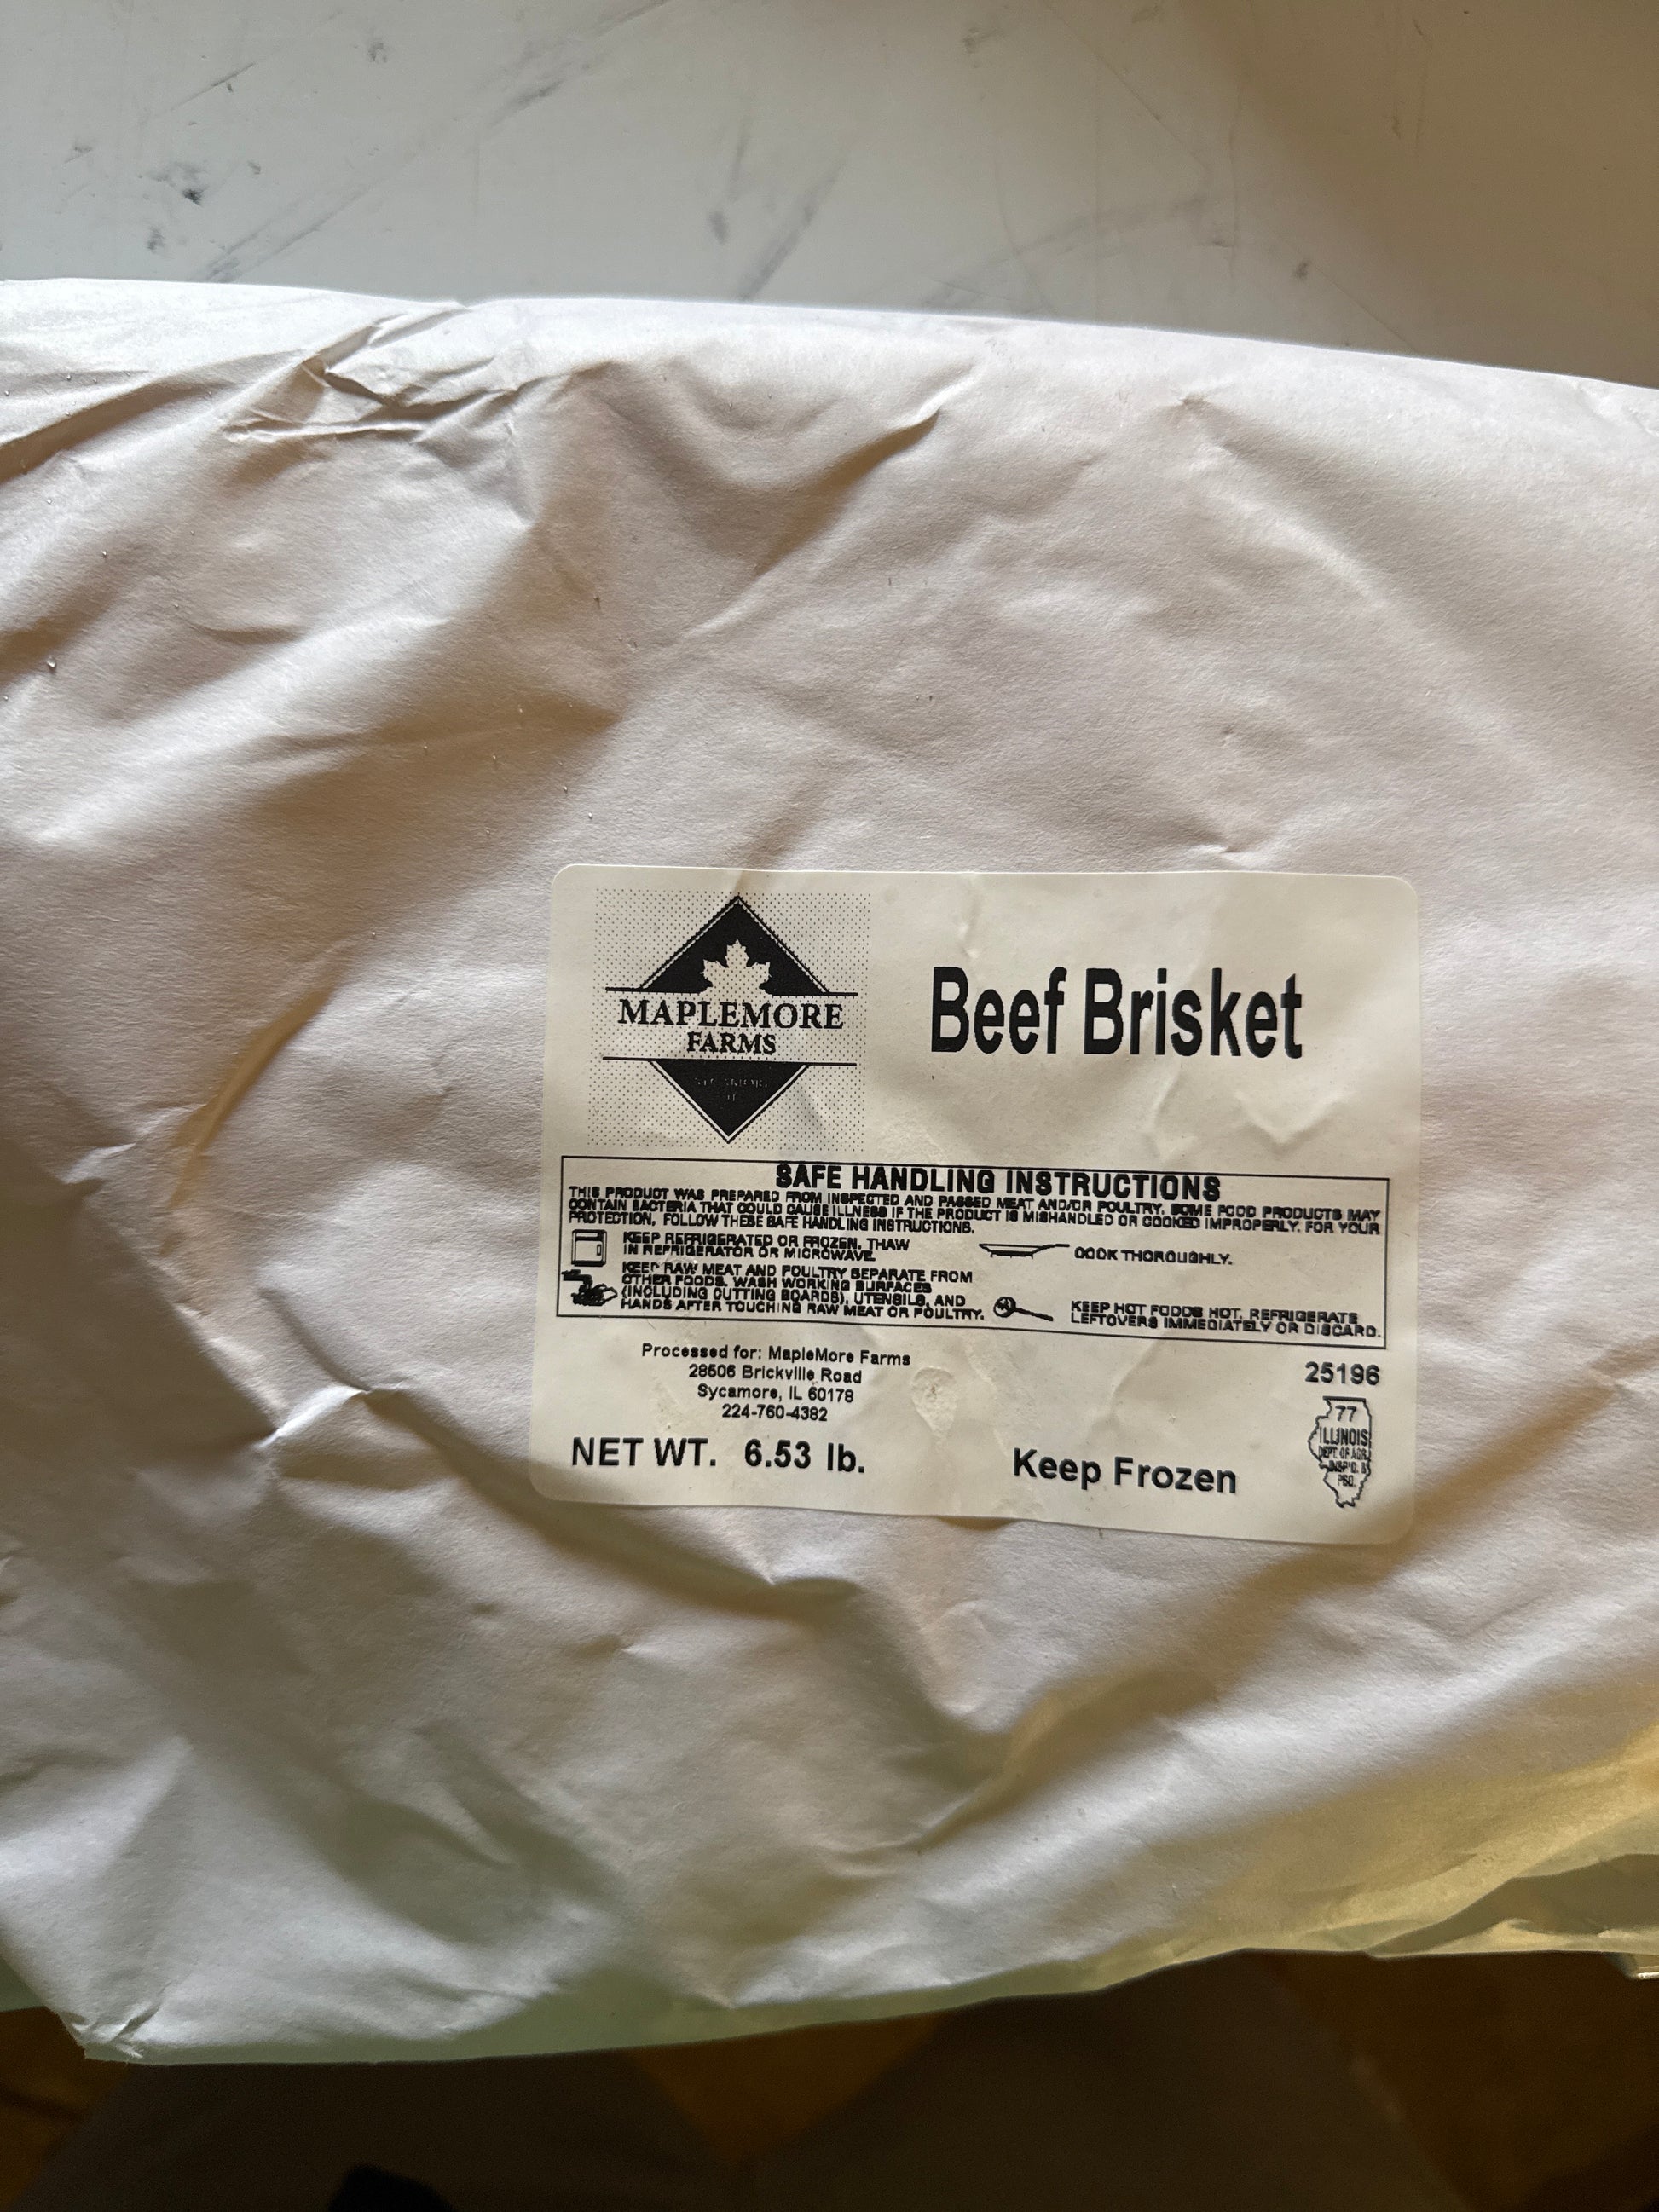 MAPLEMORE
FARMS
Beef Brisket
SAFE HANDLING INSTRUCTIONS
THIS PRODUCT WAS PREPARED FROM INSPECTED AND PASSED MEAT AND/OR POULTRY. SOME FOOD PRODUCTS MAY
CONTAIN BACTERIA THAT COULD CAUSE ILLNESS IF THE PRODUCT IS MISHANDLED OR COOKED IMPROPERLY. FOR YOUR
PROTECTION, FOLLOW THESE SAFE HANDLING INSTRUCTIONS.
KEEP REFRIGERATED OR FROZEN. THAW
IN REFRIGERATOR OR MICROWAVE.
KEEP RAW MEAT AND POULTRY SEPARATE FROM
OTHER FOODS. WASH WORKING SURFACES
(INCLUDING CUTTING BOARDS), UTENSILS, AND
HANDS AFTER TOUCHING RAW MEAT OR POULTRY.
COOK THOROUGHLY.
KEEP HOT FOODS HOT. REFRIGERATE
LEFTOVERS IMMEDIATELY OR DISCARD.
Processed for: MapleMore Farms
28506 Brickville Road
Sycamore, IL 60178
224-760-4382
NET WT. 6.53 lb.
Keep Frozen
25196
77
ILLINOIS
DEPT OF AGR.
INSP'D. &
PSD.